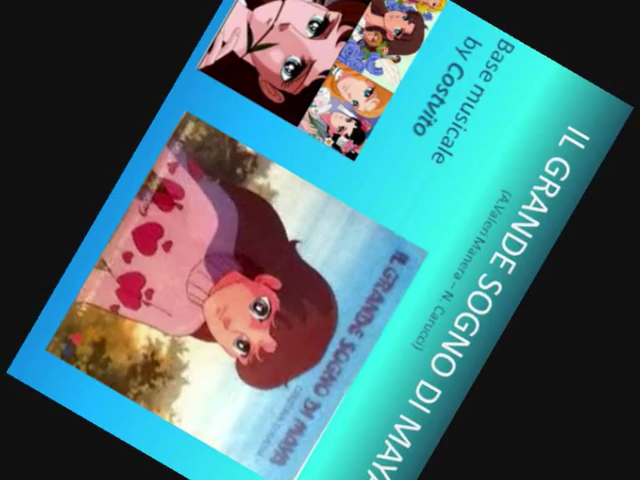 IL GRANDE SOGNO DI MAYA
(A.Valeri Manera – N. Carucci)
Base musicale
by Costvito
IL GRANDE SOGNO DI MAYA